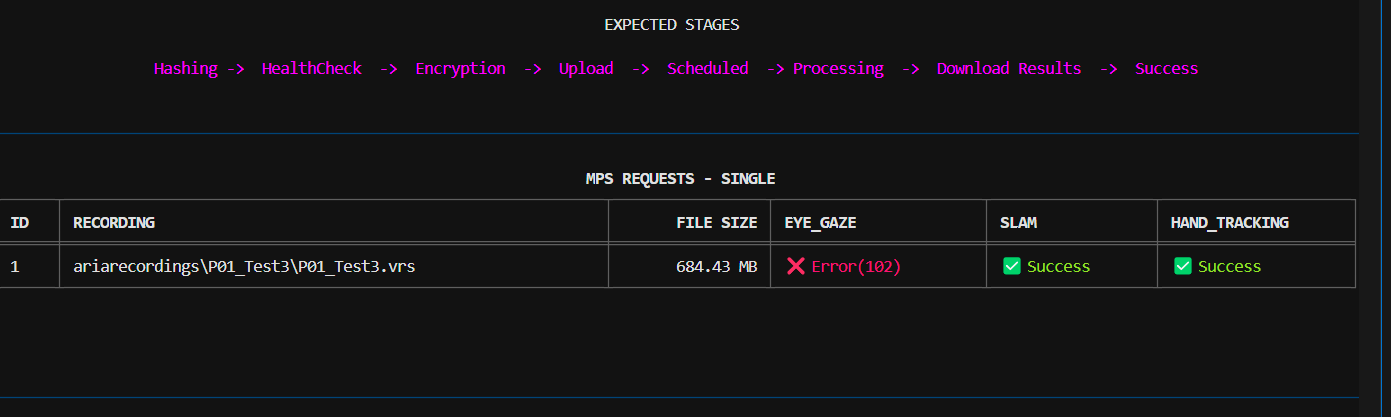 EXPECTED STAGES
Hashing -> HealthCheck -> Encryption -> Upload -> Scheduled -> Processing -> Download Results -> Success
MPS REQUESTS - SINGLE
ID RECORDING FILE SIZE EYE_GAZE SLAM HAND_TRACKING
1 ariarecordings\P01_Test3\P01_Test3.vrs 684.43 MB ❌ Error(102) ✅ Success ✅ Success